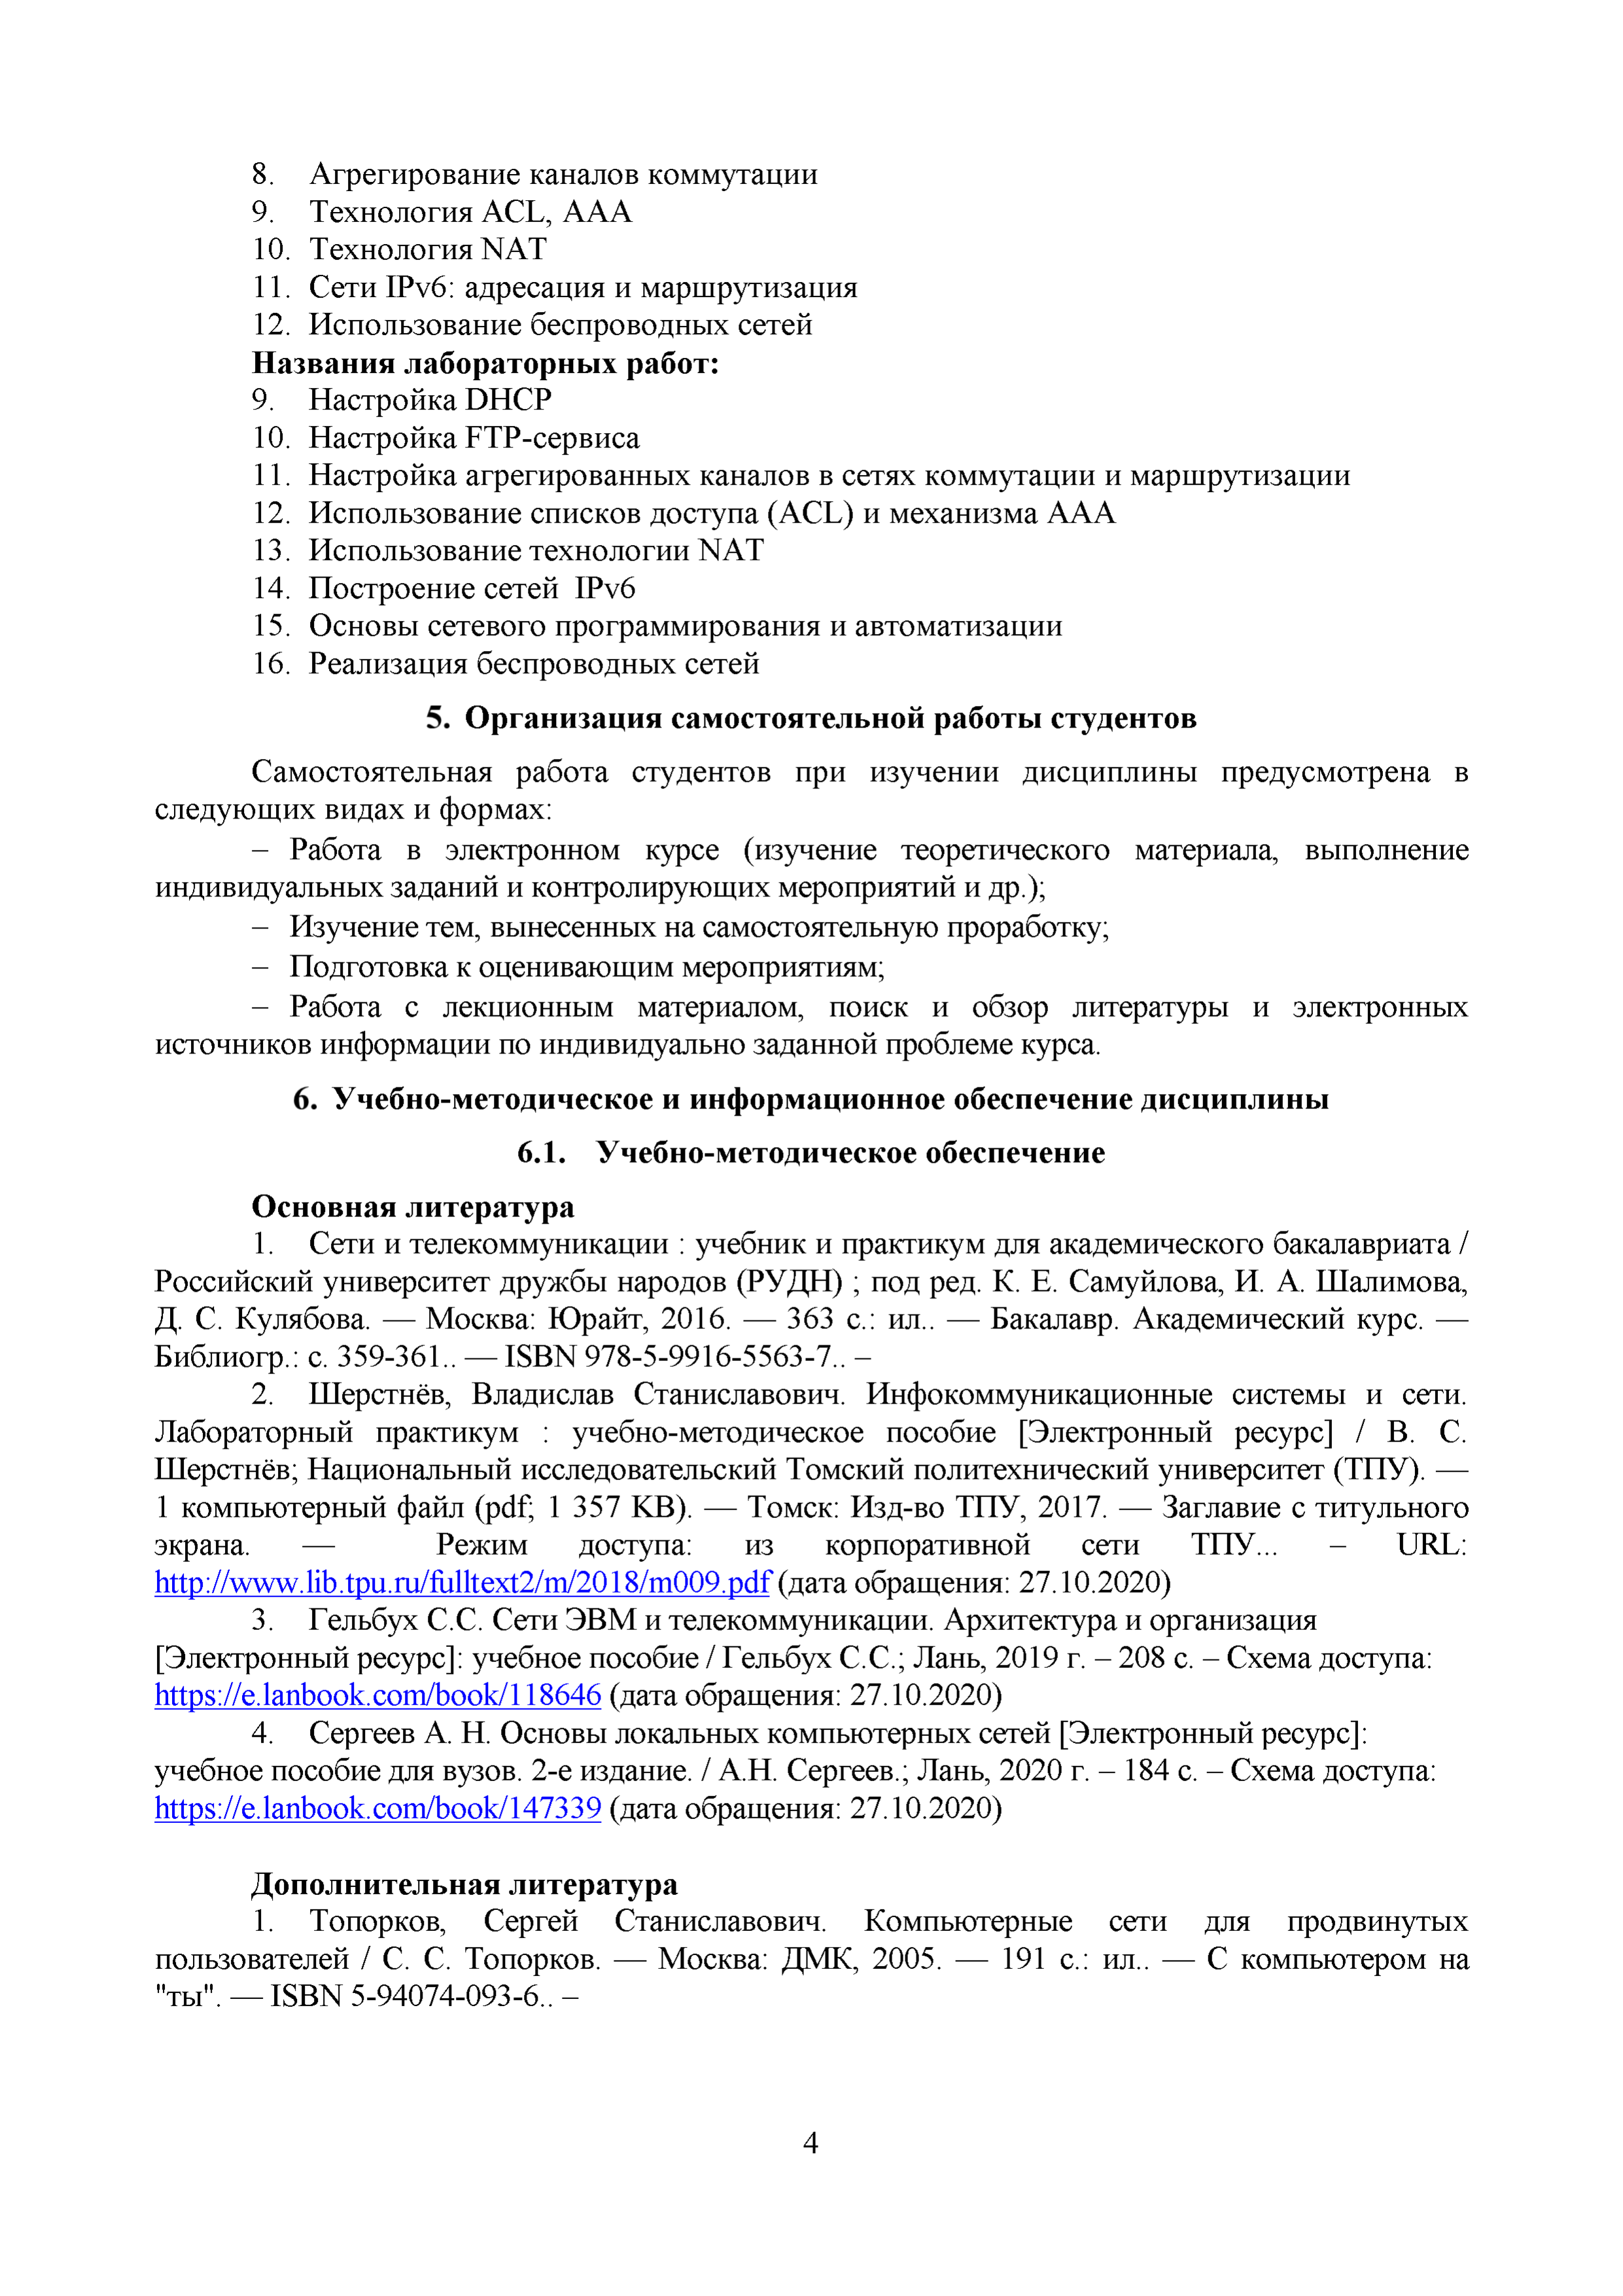 8. Агрегирование каналов коммутации
9. Технология ACL, AAA
10. Технология NAT
11. Сети IPv6: адресация и маршрутизация
12. Использование беспроводных сетей
Названия лабораторных работ:
9. Настройка DHCP
10. Настройка FTP-сервиса
11. Настройка агрегированных каналов в сетях коммутации и маршрутизации
12. Использование списков доступа (ACL) и механизма AAA
13. Использование технологии NAT
14. Построение сетей IPv6
15. Основы сетевого программирования и автоматизации
16. Реализация беспроводных сетей
5. Организация самостоятельной работы студентов
Самостоятельная работа студентов при изучении дисциплины предусмотрена в
следующих видах и формах:
– Работа в электронном курсе (изучение теоретического материала, выполнение
индивидуальных заданий и контролирующих мероприятий и др.);
– Изучение тем, вынесенных на самостоятельную проработку;
– Подготовка к оценивающим мероприятиям;
– Работа с лекционным материалом, поиск и обзор литературы и электронных
источников информации по индивидуально заданной проблеме курса.
6. Учебно-методическое и информационное обеспечение дисциплины
6.1. Учебно-методическое обеспечение
Основная литература
1. Сети и телекоммуникации : учебник и практикум для академического бакалавриата /
Российский университет дружбы народов (РУДН) ; под ред. К. Е. Самуйлова, И. А. Шалимова,
Д. С. Кулябова. — Москва: Юрайт, 2016. — 363 с.: ил.. — Бакалавр. Академический курс. —
Библиогр.: с. 359-361.. — ISBN 978-5-9916-5563-7.. –
2. Шерстнёв, Владислав Станиславович. Инфокоммуникационные системы и сети.
Лабораторный практикум : учебно-методическое пособие [Электронный ресурс] / В. С.
Шерстнёв; Национальный исследовательский Томский политехнический университет (ТПУ). —
1 компьютерный файл (pdf; 1 357 KB). — Томск: Изд-во ТПУ, 2017. — Заглавие с титульного
экрана. — Режим доступа: из корпоративной сети ТПУ... – URL:
http://www.lib.tpu.ru/fulltext2/m/2018/m009.pdf (дата обращения: 27.10.2020)
3. Гельбух С.С. Сети ЭВМ и телекоммуникации. Архитектура и организация
[Электронный ресурс]: учебное пособие / Гельбух С.С.; Лань, 2019 г. – 208 с. – Схема доступа:
https://e.lanbook.com/book/118646 (дата обращения: 27.10.2020)
4. Сергеев А. Н. Основы локальных компьютерных сетей [Электронный ресурс]:
учебное пособие для вузов. 2-е издание. / А.Н. Сергеев.; Лань, 2020 г. – 184 с. – Схема доступа:
https://e.lanbook.com/book/147339 (дата обращения: 27.10.2020)
Дополнительная литература
1. Топорков, Сергей Станиславович. Компьютерные сети для продвинутых
пользователей / С. С. Топорков. — Москва: ДМК, 2005. — 191 с.: ил.. — С компьютером на
"ты". — ISBN 5-94074-093-6.. –
4